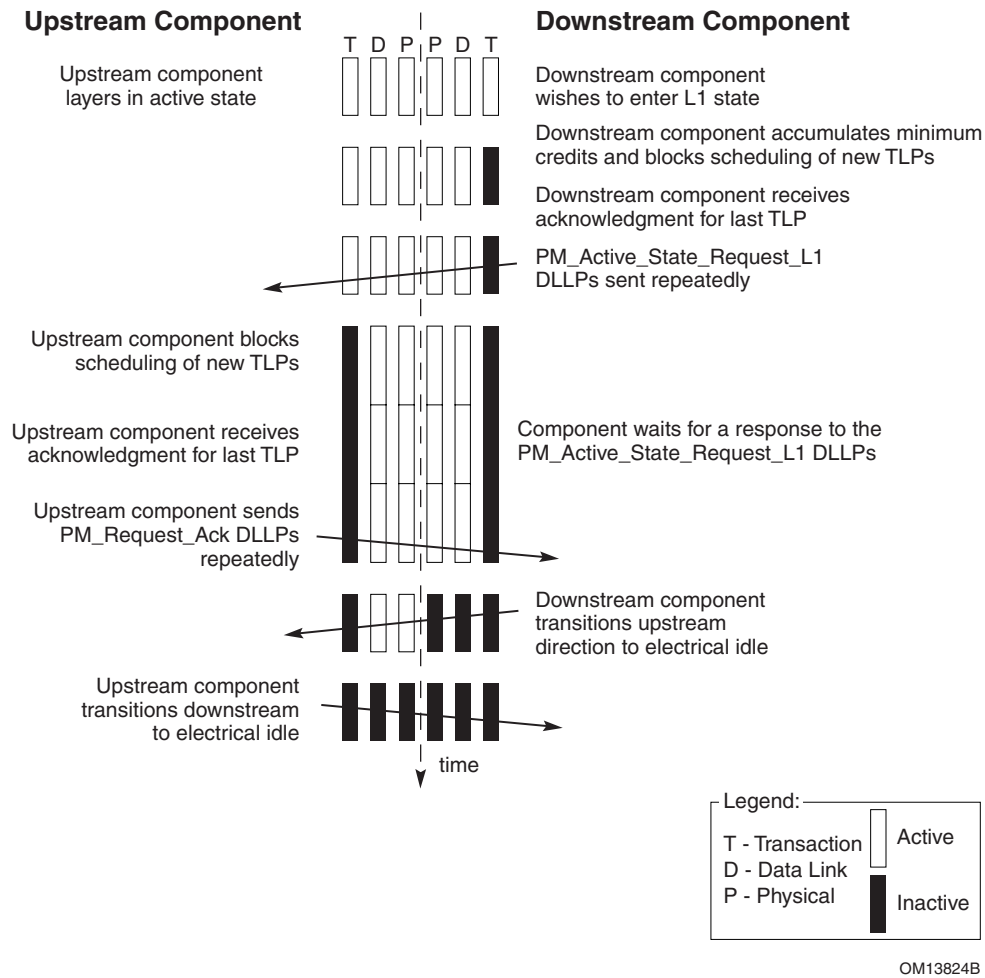 Upstream Component
Downstream Component
T D P P D T
Upstream component
layers in active state
Downstream component
wishes to enter L1 state
Downstream component accumulates minimum
credits and blocks scheduling of new TLPs
Downstream component receives
acknowledgment for last TLP
PM_Active_State_Request_L1
DLLPs sent repeatedly
Upstream component blocks
scheduling of new TLPs
Upstream component receives
acknowledgment for last TLP
Component waits for a response to the
PM_Active_State_Request_L1 DLLPs
Upstream component sends
PM_Request_Ack DLLPs
repeatedly
Downstream component
transitions upstream
direction to electrical idle
Upstream component
transitions downstream
to electrical idle
time
Legend:
T - Transaction
D - Data Link
P - Physical
Active
Inactive
OM13824B